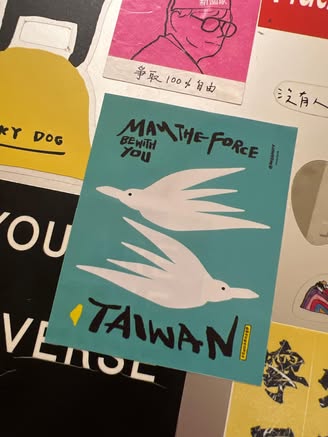 爭取100%自由
沒有人
KY DOG
MAY THE FORCE
BE WITH
YOU
YOU
TAIWAN
VERSE